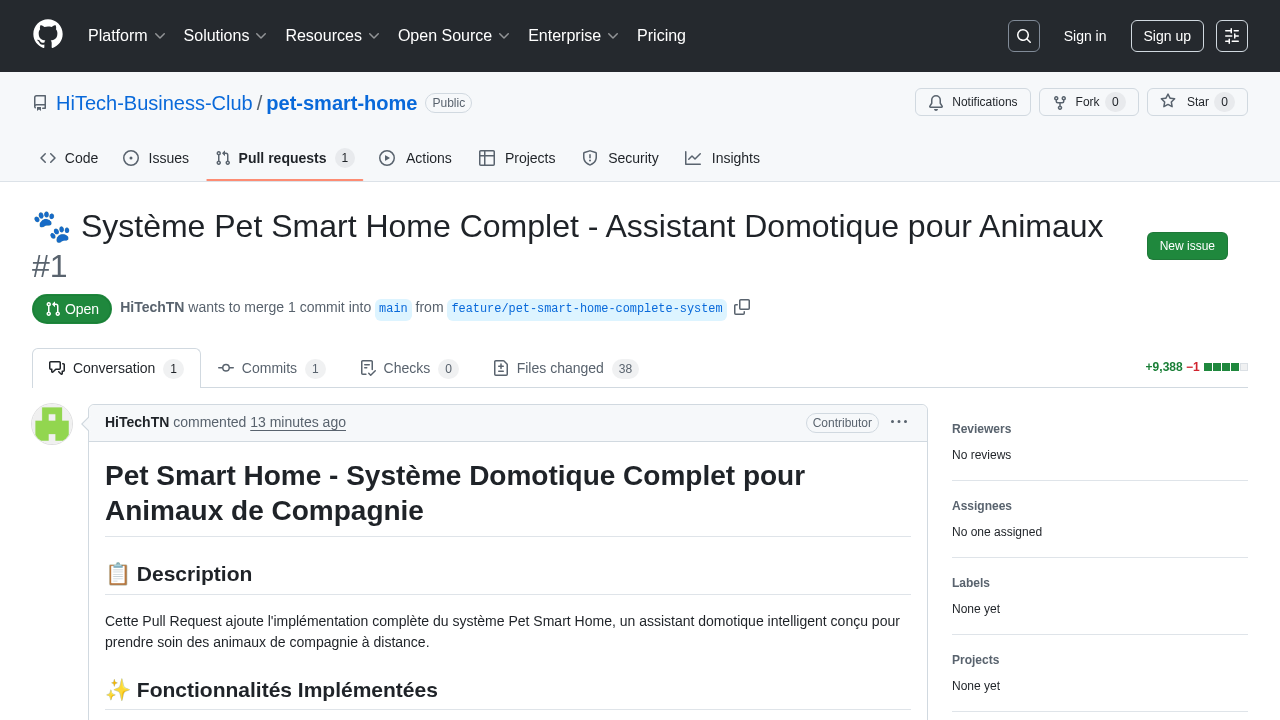 Platform Solutions Resources Open Source Enterprise Pricing Sign in Sign up
HiTech-Business-Club / pet-smart-home Public Notifications Fork 0 Star 0
Code Issues Pull requests 1 Actions Projects Security Insights
🐾 Système Pet Smart Home Complet - Assistant Domotique pour Animaux
#1
New issue
Open HiTechTN wants to merge 1 commit into main from feature/pet-smart-home-complete-system
Conversation 1 Commits 1 Checks 0 Files changed 38 +9,388 −1
HiTechTN commented 13 minutes ago Contributor
Pet Smart Home - Système Domotique Complet pour
Animaux de Compagnie
📋 Description
Cette Pull Request ajoute l'implémentation complète du système Pet Smart Home, un assistant domotique intelligent conçu pour
prendre soin des animaux de compagnie à distance.
✨ Fonctionnalités Implémentées
Reviewers
No reviews
Assignees
No one assigned
Labels
None yet
Projects
None yet